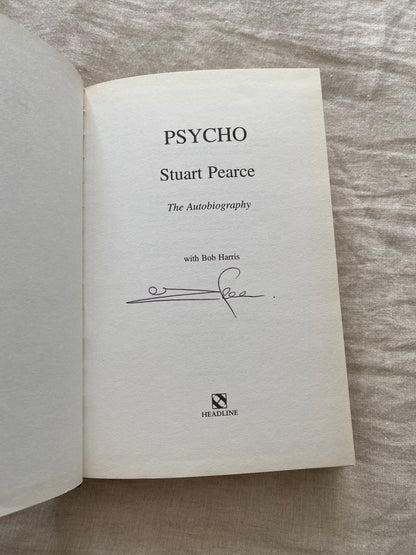 PSYCHO
Stuart Pearce
The Autobiography
with Bob Harris
HEADLINE